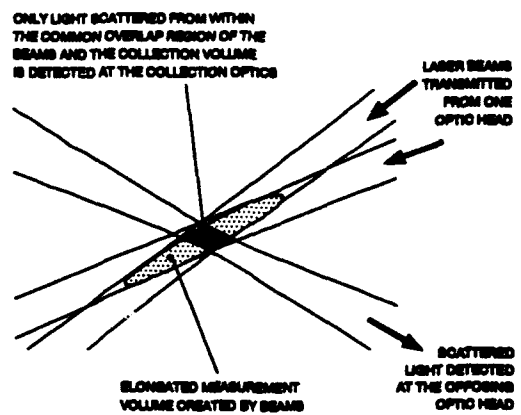 ONLY LIGHT SCATTERED FROM WITHIN
THE COMMON OVERLAP REGION OF THE
BEAMS AND THE COLLECTION VOLUME
IS DETECTED AT THE COLLECTION OPTICS
LASER BEAMS
TRANSMITTED
FROM ONE
OPTIC HEAD
SCATTERED
LIGHT DETECTED
AT THE OPPOSING
OPTIC HEAD
ELONGATED MEASUREMENT
VOLUME CREATED BY BEAMS